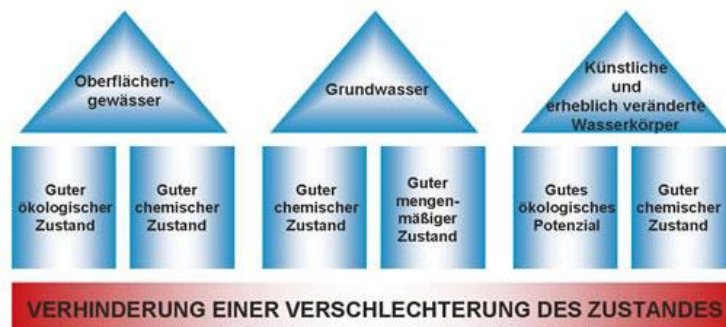 Oberflächen-
gewässer
Grundwasser
Künstliche
und
erheblich veränderte
Wasserkörper
Guter
ökologischer
Zustand
Guter
chemischer
Zustand
Guter
chemischer
Zustand
Guter
mengen-
mäßiger
Zustand
Gutes
ökologisches
Potenzial
Guter
chemischer
Zustand
VERHINDERUNG EINER VERSCHLECHTERUNG DES ZUSTANDES